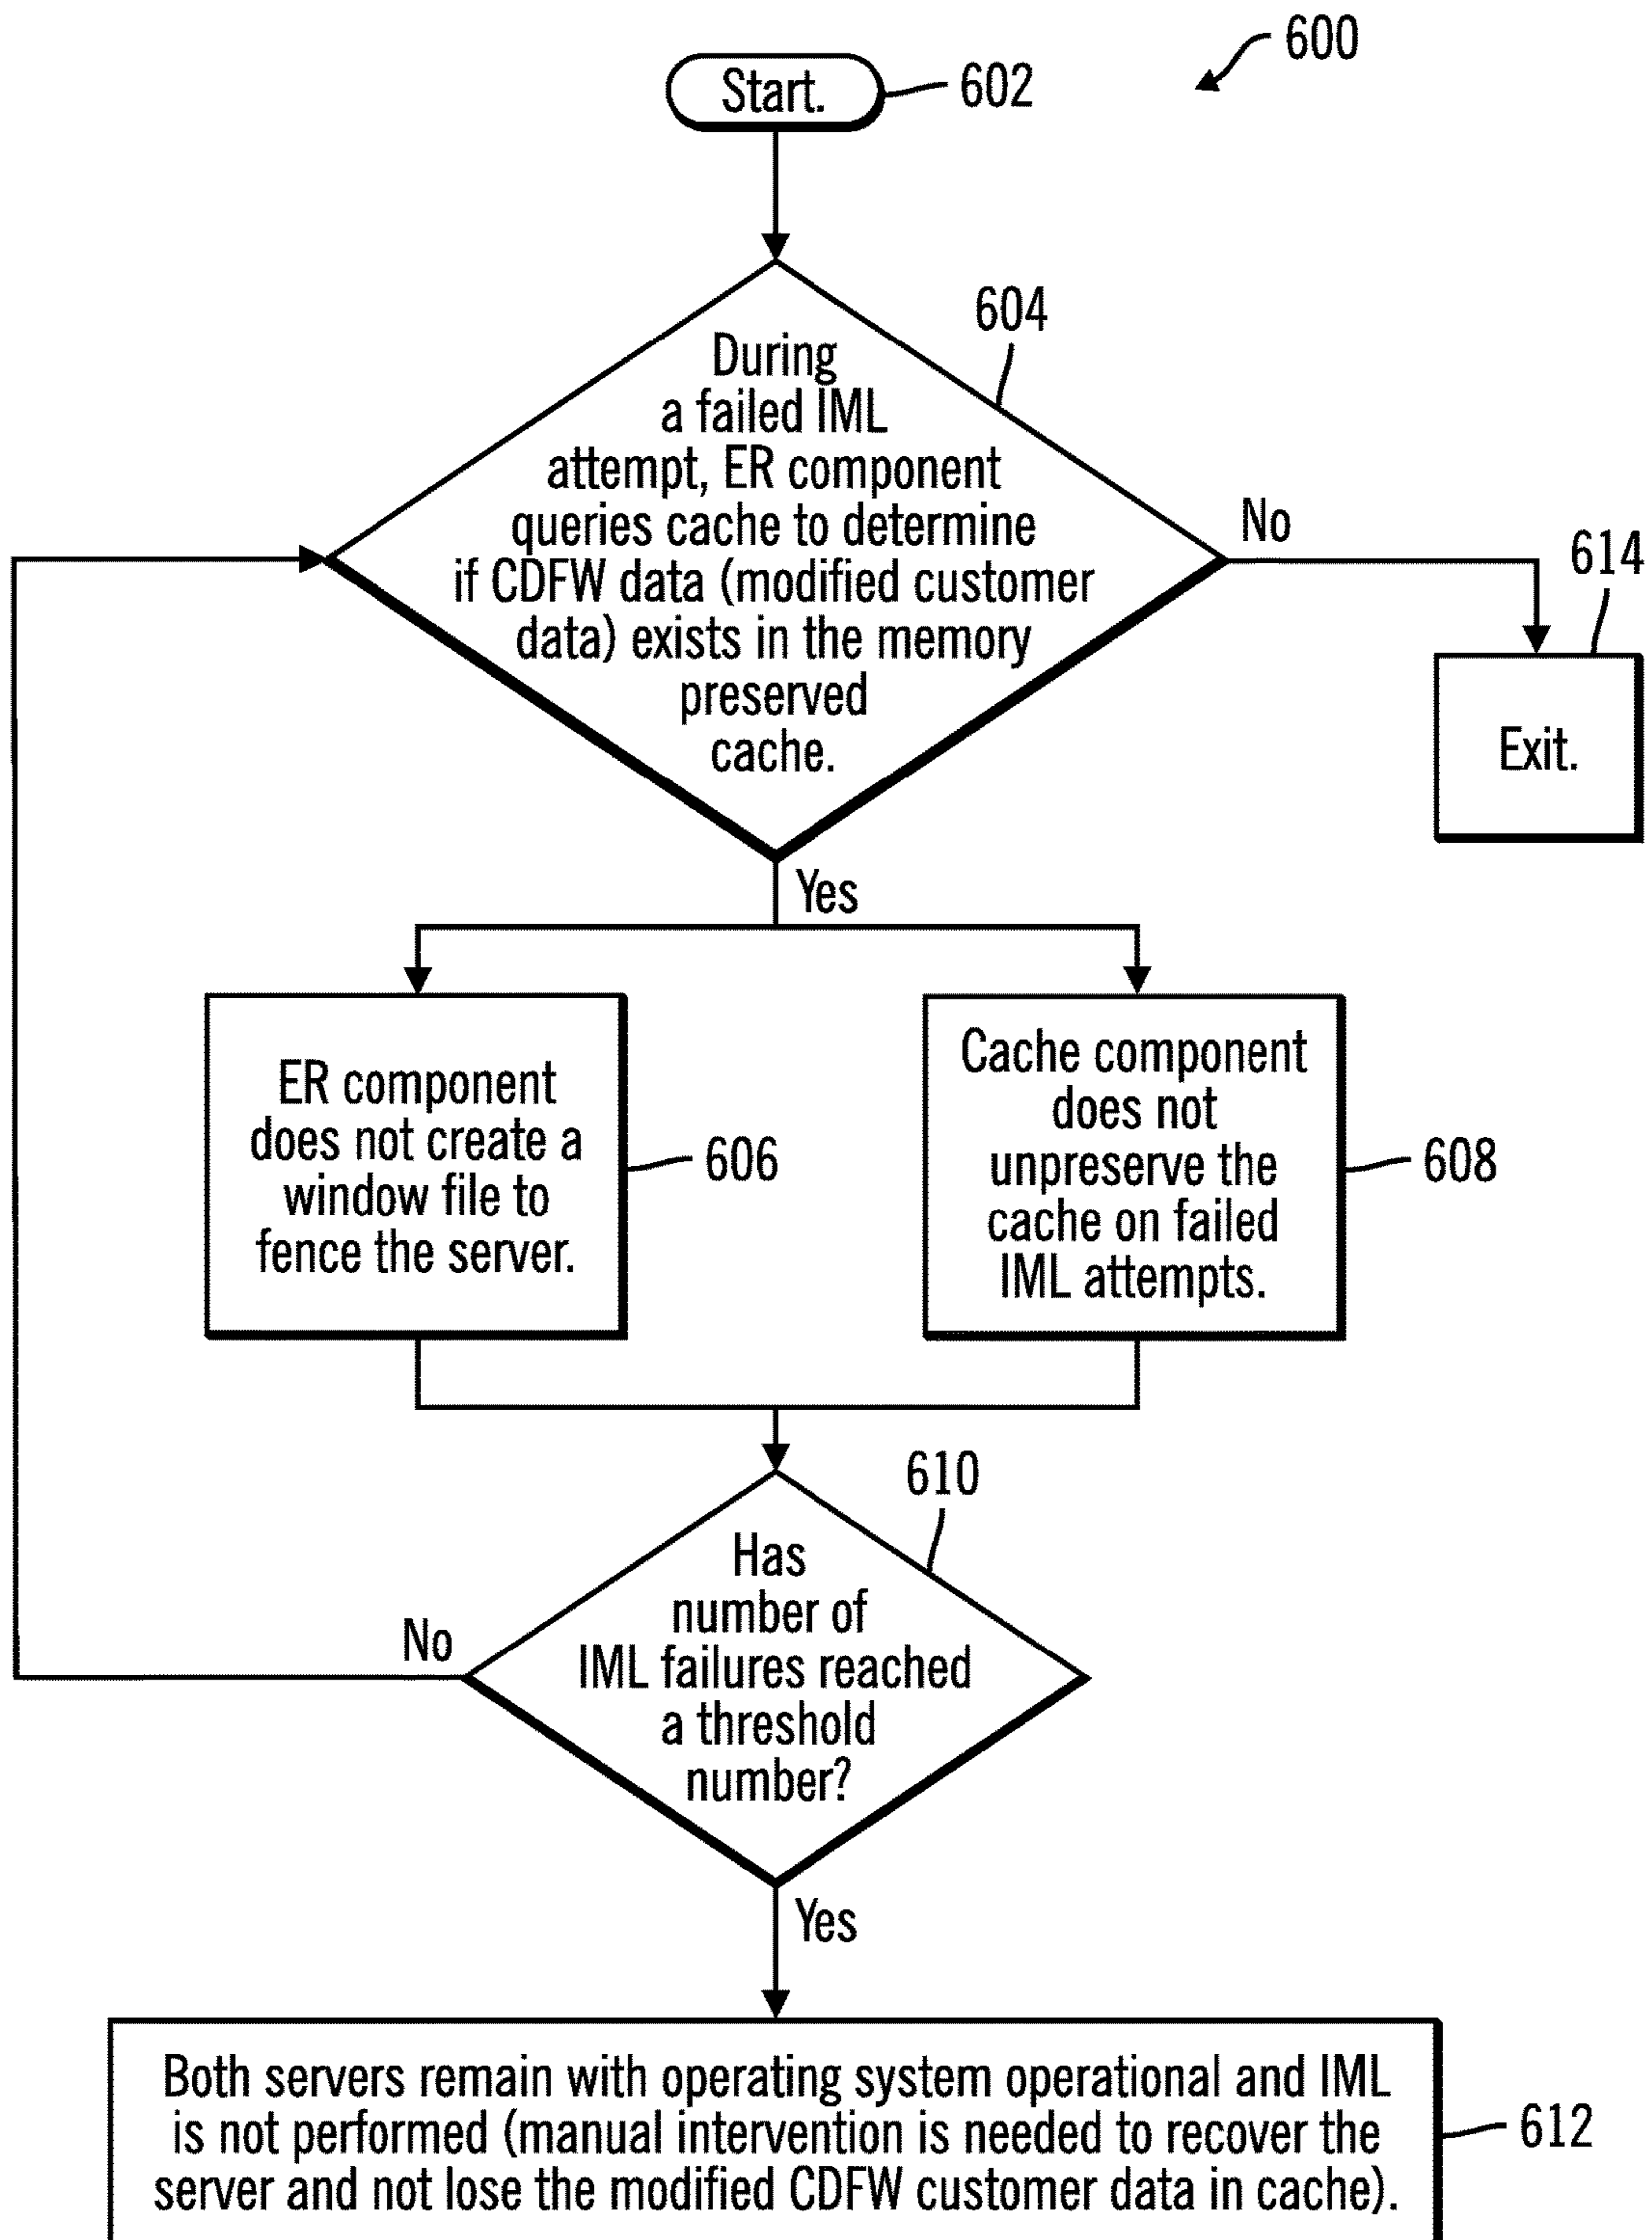 600
Start.
602
604
During
a failed IML
attempt, ER component
queries cache to determine
if CDFW data (modified customer
data) exists in the memory
preserved
cache.
No
614
Exit.
Yes
ER component
does not create a
window file to
fence the server.
606
Cache component
does not
unpreserve the
cache on failed
IML attempts.
608
610
Has
number of
IML failures reached
a threshold
number?
No
Yes
Both servers remain with operating system operational and IML
is not performed (manual intervention is needed to recover the
server and not lose the modified CDFW customer data in cache).
612